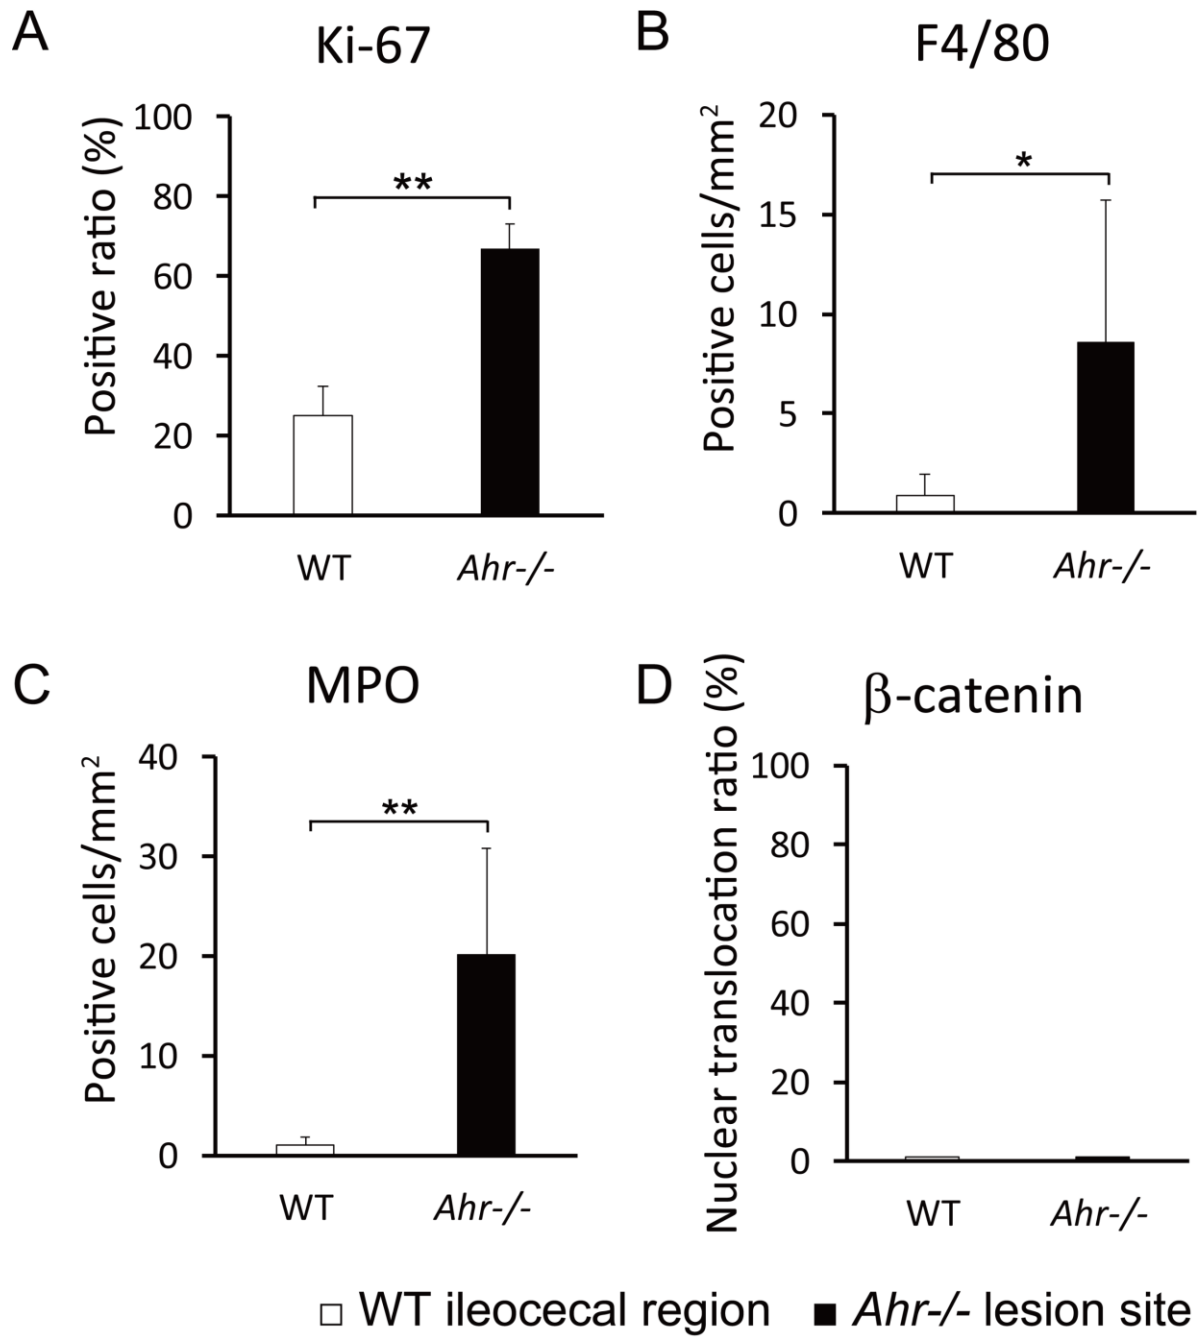 A
Ki-67
Positive ratio (%)
100
80
60
40
20
0
**
WT
Ahr-/-
B
F4/80
Positive cells/mm²
20
15
10
5
0
*
WT
Ahr-/-
C
MPO
Positive cells/mm²
40
30
20
10
0
**
WT
Ahr-/-
D
β-catenin
Nuclear translocation ratio (%)
100
80
60
40
20
0
WT
Ahr-/-
WT ileocecal region
Ahr-/- lesion site